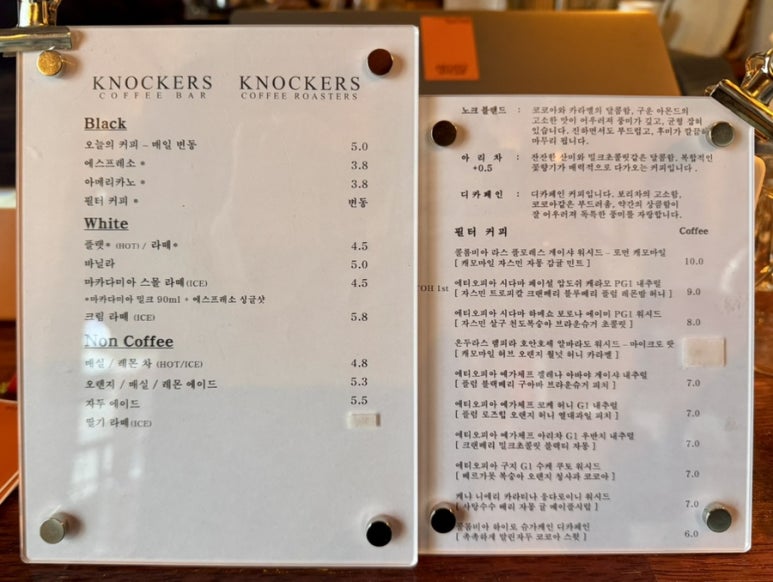 KNOCKERS
COFFEE BAR
KNOCKERS
COFFEE ROASTERS
Black
오늘의 커피 – 매일 변동 5.0
에스프레소 * 3.8
아메리카노 * 3.8
필터 커피 * 변동
White
플랫* (HOT) / 라떼* 4.5
바닐라 5.0
마카다미아 스몰 라떼(ICE) 4.5
*마카다미아 밀크 90ml + 에스프레소 싱글샷
크림 라떼 (ICE) 5.8
Non Coffee
매실 / 레몬 차 (HOT/ICE) 4.8
오렌지 / 매실 / 레몬 에이드 5.3
자두 에이드 5.5
딸기 라떼(ICE)
노크 블랜드 : 코코아와 카라멜의 달콤함, 구운 아몬드의
고소한 맛이 어우러져 풍미가 깊고, 균형 잡혀
있습니다. 진하면서도 부드럽고, 후미가 깔끔하게
마무리 됩니다.
아 리 차 : 잔잔한 산미와 밀크초콜릿같은 달콤함. 복합적인
+0.5 꽃향기가 매력적으로 다가오는 커피입니다 .
디카페인 : 디카페인 커피입니다. 보리차의 고소함,
코코아같은 부드러움, 약간의 상큼함이
잘 어우러져 독특한 풍미를 자랑합니다.
필터 커피 Coffee
콜롬비아 라스 플로레스 게이샤 워시드 – 로먼 캐모마일
[ 캐모마일 자스민 자몽 감귤 민트 ] 10.0
TOH 1st
에티오피아 시다마 페이설 압도쉬 캐라모 PG1 내추럴
[ 자스민 트로피칼 크랜베리 블루베리 플럼 레몬밤 허니 ] 9.0
에티오피아 시다마 하메쇼 보로나 에이미 PG1 워시드
[ 자스민 살구 천도복숭아 브라운슈거 초콜릿 ] 8.0
온두라스 렘피라 호안호세 알바라도 워시드 – 마이크로 랏
[ 캐모마일 허브 오렌지 월넛 허니 카라멜 ]
에티오피아 예가체프 젤레나 아바야 게이샤 내추럴
[ 플럼 블랙베리 구아바 브라운슈거 피치 ] 7.0
에티오피아 예가체프 코케 허니 G1 내추럴
[ 플럼 로즈힙 오렌지 허니 열대과일 피치 ] 7.0
에티오피아 예가체프 아리차 G1 우반치 내추럴
[ 크랜베리 밀크초콜릿 블랙티 자몽 ] 7.0
에티오피아 구지 G1 수케 쿠토 워시드
[ 베르가못 복숭아 오렌지 청사과 코코아 ] 7.0
케냐 니에리 카라티나 응다로이니 워시드
[ 사탕수수 베리 자몽 귤 메이플시럽 ] 7.0
콜롬비아 하이로 슈가케인 디카페인
[ 촉촉하게 말린자두 코코아 스윗 ] 6.0